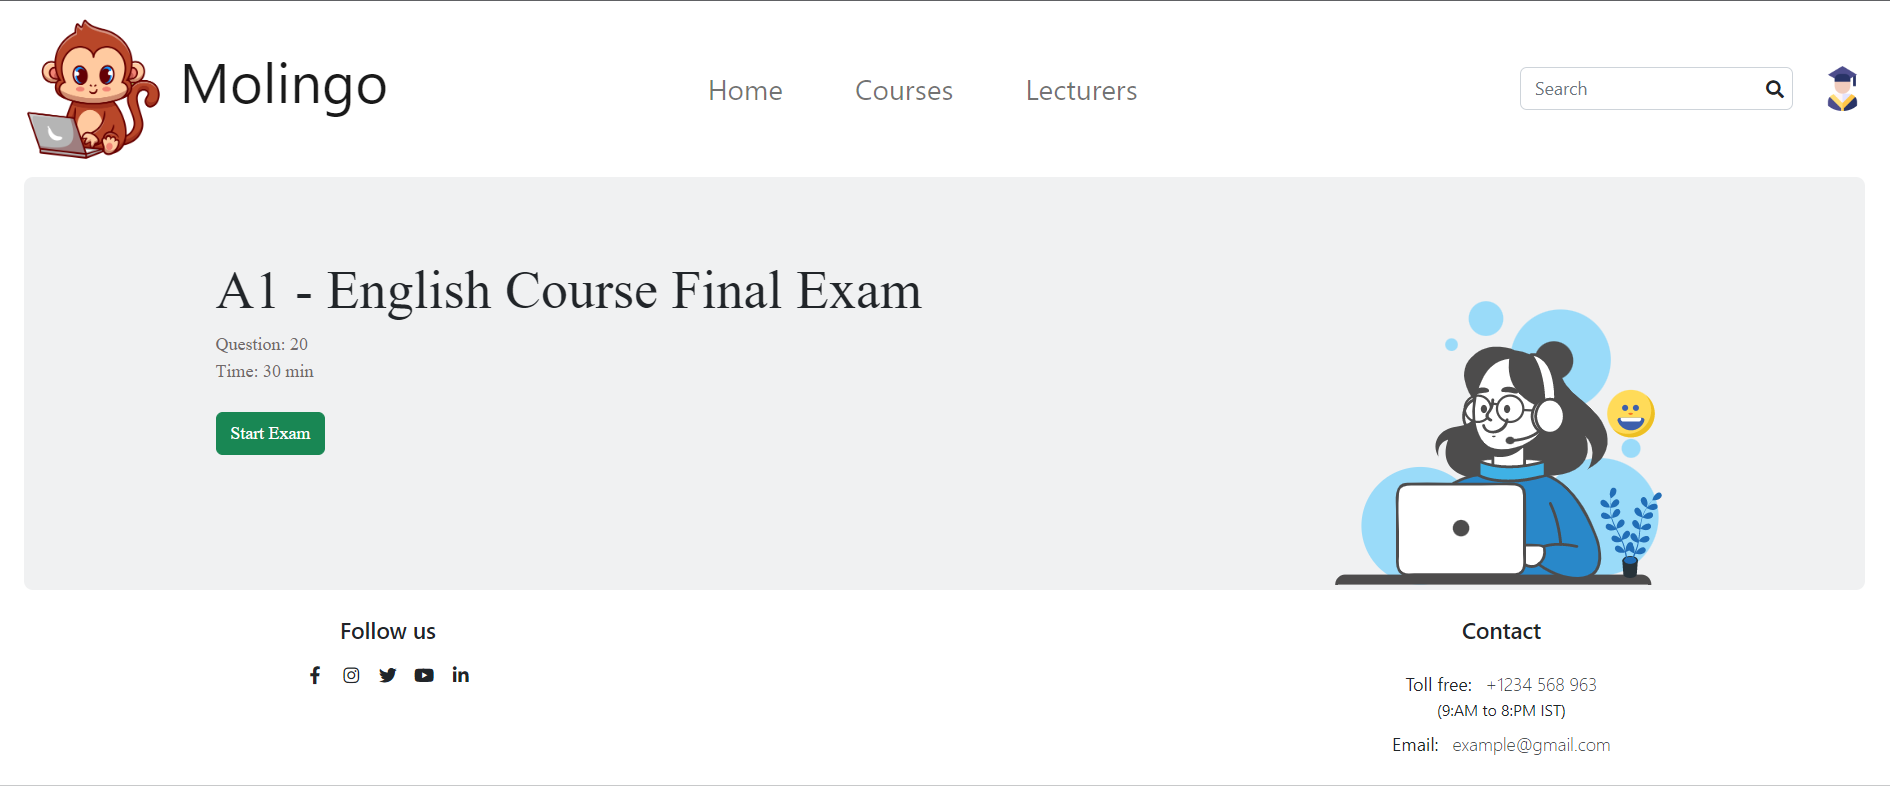 Molingo
Home
Courses
Lecturers
Search
A1 - English Course Final Exam
Question: 20
Time: 30 min
Start Exam
Follow us
Contact
Toll free: +1234 568 963
(9:AM to 8:PM IST)
Email: example@gmail.com